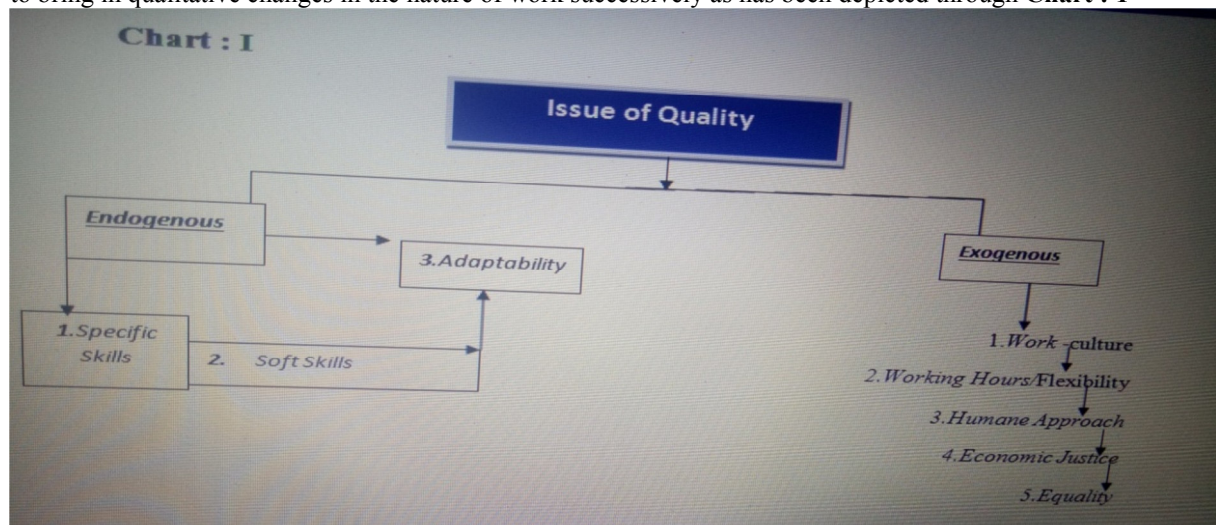 to bring in qualitative changes in the nature of work successively as has been depicted through Chart : I
Chart : I
Issue of Quality
Endogenous
3.Adaptability
1.Specific
Skills
2. Soft Skills
Exogenous
1.Work -culture
2.Working Hours/Flexibility
3.Humane Approach
4.Economic Justice
5.Equality